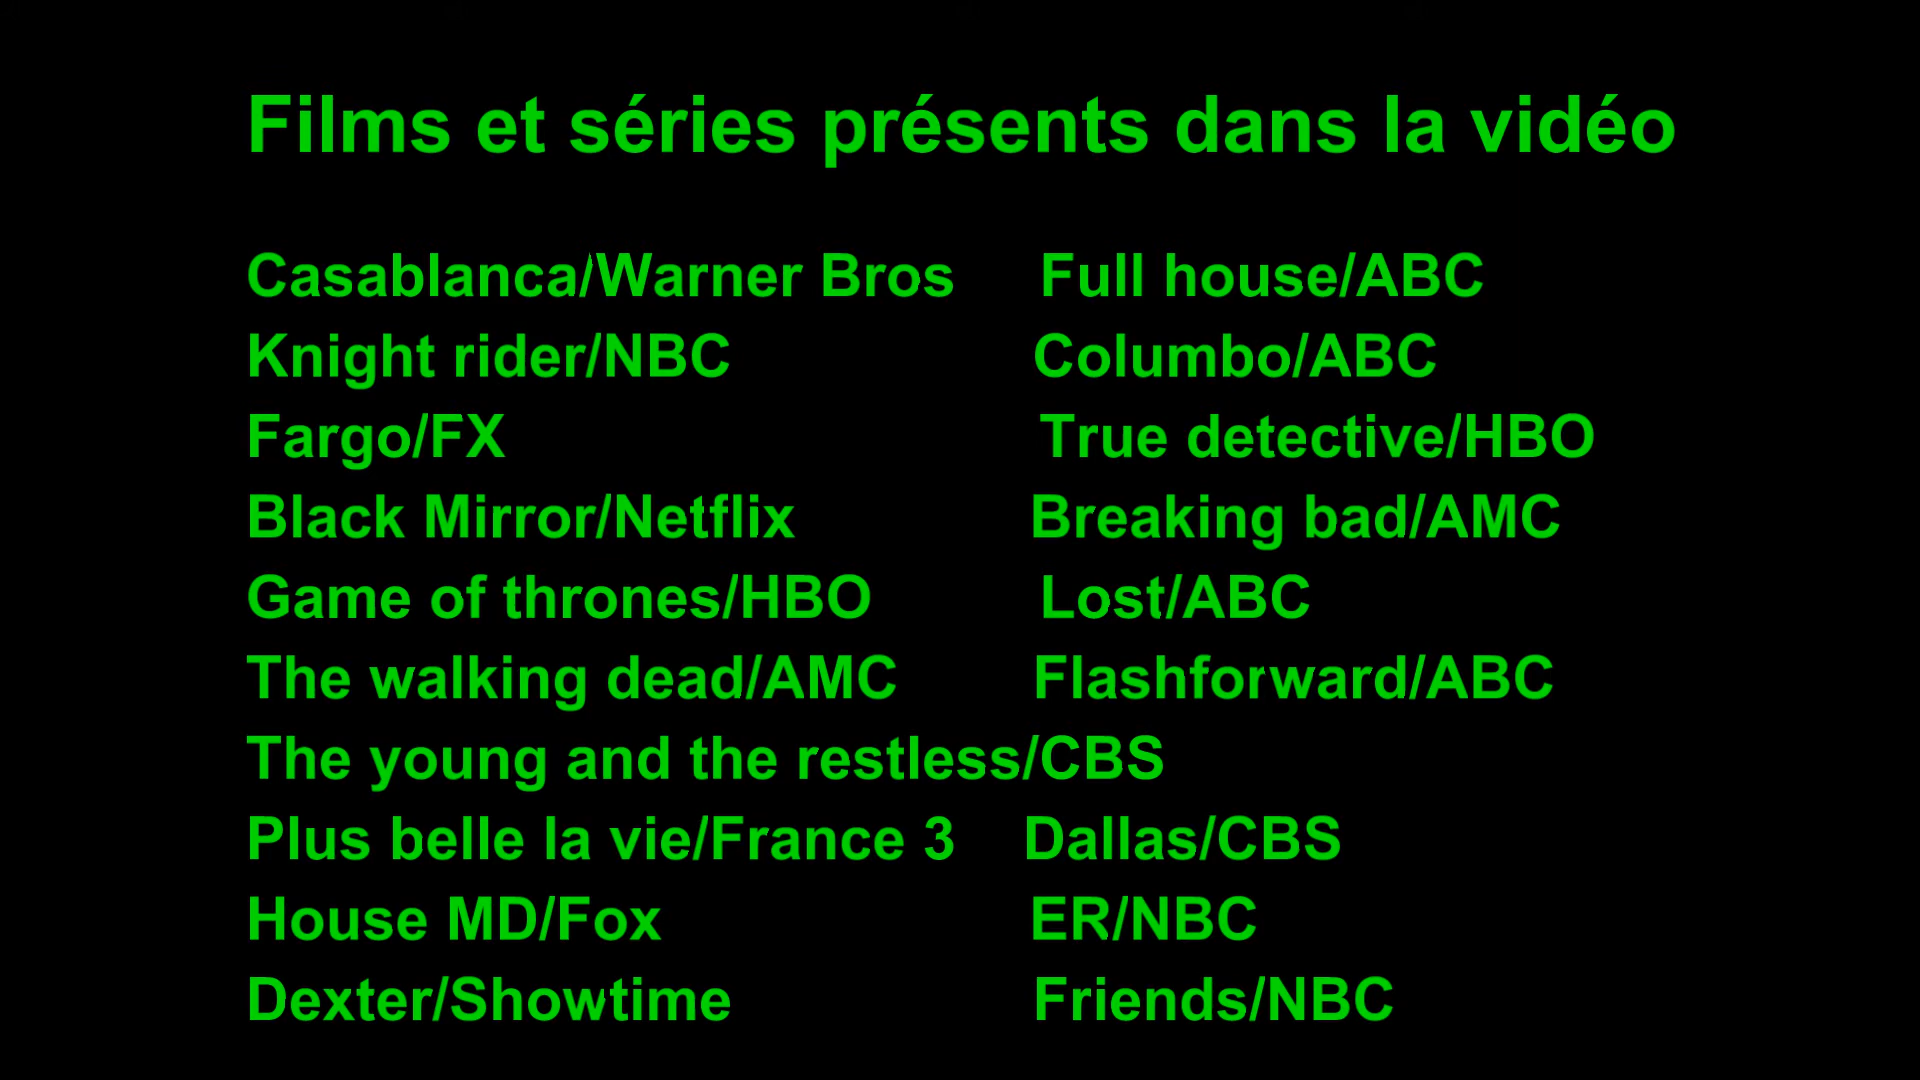 Films et séries présents dans la vidéo
Casablanca/Warner Bros Full house/ABC
Knight rider/NBC Columbo/ABC
Fargo/FX True detective/HBO
Black Mirror/Netflix Breaking bad/AMC
Game of thrones/HBO Lost/ABC
The walking dead/AMC Flashforward/ABC
The young and the restless/CBS
Plus belle la vie/France 3 Dallas/CBS
House MD/Fox ER/NBC
Dexter/Showtime Friends/NBC